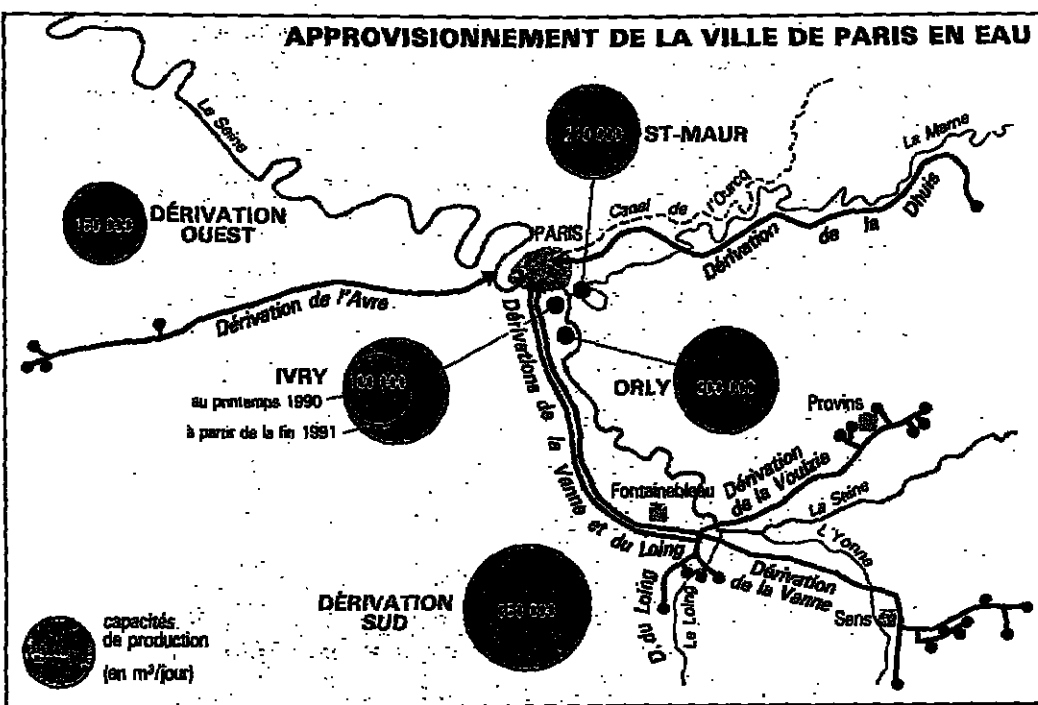 APPROVISIONNEMENT DE LA VILLE DE PARIS EN EAU
La Seine
ST-MAUR
La Marne
DÉRIVATION
OUEST
150 000
Canal de l'Ourcq
PARIS
Dérivation de la Dhuis
Dérivation de l'Avre
Dérivations de la Vanne et du Loing
IVRY
au printemps 1990
à partir de la fin 1991
ORLY
Provins
Fontainebleau
Dérivation
de la Voulzie
La Seine
L'Yonne
DÉRIVATION
SUD
D. du Loing
Le Loing
Dérivation
de la Vanne
Sens
capacités
de production
(en m³/jour)